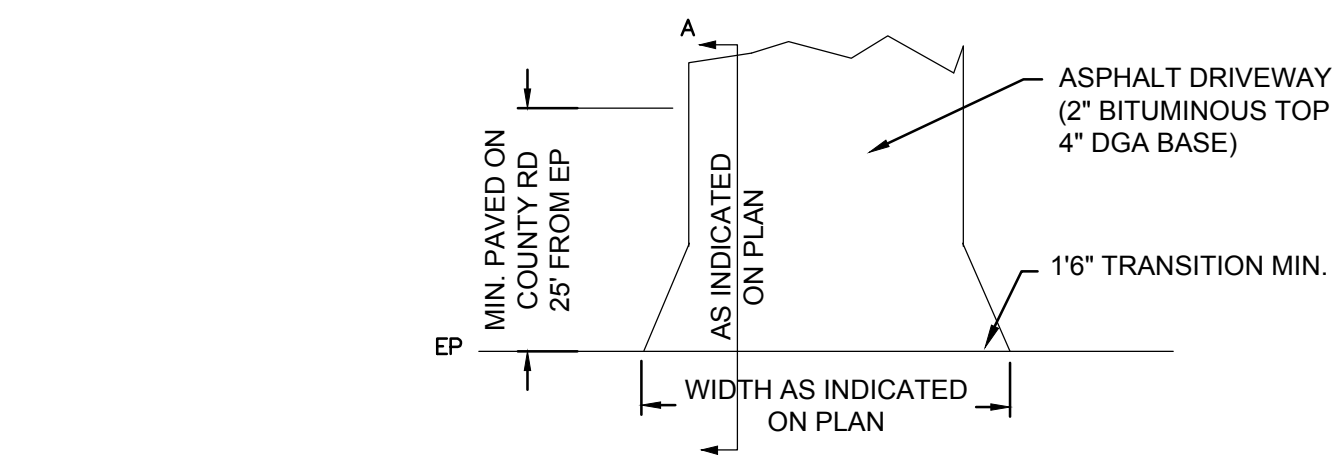 A
ASPHALT DRIVEWAY
(2" BITUMINOUS TOP
4" DGA BASE)
MIN. PAVED ON
COUNTY RD
25' FROM EP
AS INDICATED
ON PLAN
1'6" TRANSITION MIN.
EP
WIDTH AS INDICATED
ON PLAN